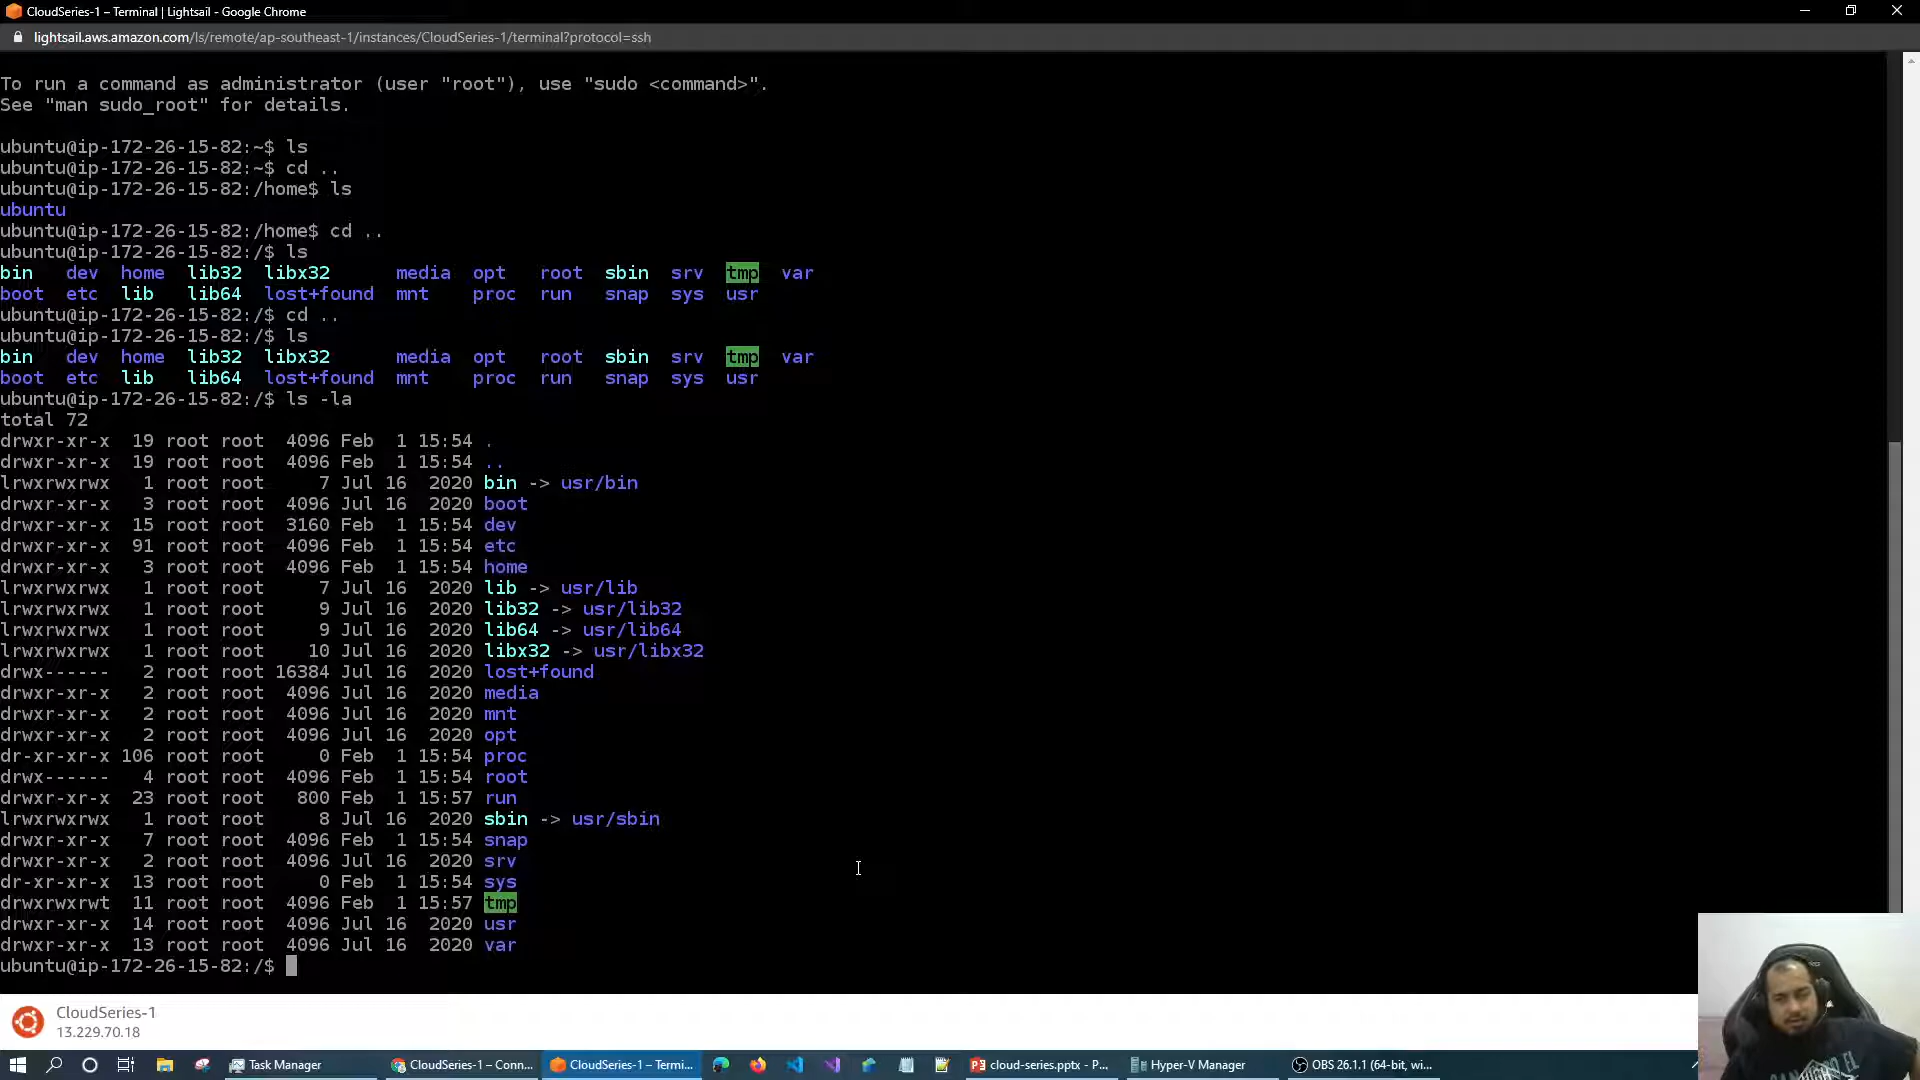 CloudSeries-1 – Terminal | Lightsail - Google Chrome
lightsail.aws.amazon.com/ls/remote/ap-southeast-1/instances/CloudSeries-1/terminal?protocol=ssh
To run a command as administrator (user "root"), use "sudo <command>".
See "man sudo_root" for details.
ubuntu@ip-172-26-15-82:~$ ls
ubuntu@ip-172-26-15-82:~$ cd ..
ubuntu@ip-172-26-15-82:/home$ ls
ubuntu
ubuntu@ip-172-26-15-82:/home$ cd ..
ubuntu@ip-172-26-15-82:/$ ls
bin dev home lib32 libx32 media opt root sbin srv tmp var
boot etc lib lib64 lost+found mnt proc run snap sys usr
ubuntu@ip-172-26-15-82:/$ cd ..
ubuntu@ip-172-26-15-82:/$ ls
bin dev home lib32 libx32 media opt root sbin srv tmp var
boot etc lib lib64 lost+found mnt proc run snap sys usr
ubuntu@ip-172-26-15-82:/$ ls -la
total 72
drwxr-xr-x 19 root root 4096 Feb 1 15:54 .
drwxr-xr-x 19 root root 4096 Feb 1 15:54 ..
lrwxrwxrwx 1 root root 7 Jul 16 2020 bin -> usr/bin
drwxr-xr-x 3 root root 4096 Jul 16 2020 boot
drwxr-xr-x 15 root root 3160 Feb 1 15:54 dev
drwxr-xr-x 91 root root 4096 Feb 1 15:54 etc
drwxr-xr-x 3 root root 4096 Feb 1 15:54 home
lrwxrwxrwx 1 root root 7 Jul 16 2020 lib -> usr/lib
lrwxrwxrwx 1 root root 9 Jul 16 2020 lib32 -> usr/lib32
lrwxrwxrwx 1 root root 9 Jul 16 2020 lib64 -> usr/lib64
lrwxrwxrwx 1 root root 10 Jul 16 2020 libx32 -> usr/libx32
drwx------ 2 root root 16384 Jul 16 2020 lost+found
drwxr-xr-x 2 root root 4096 Jul 16 2020 media
drwxr-xr-x 2 root root 4096 Jul 16 2020 mnt
drwxr-xr-x 2 root root 4096 Jul 16 2020 opt
dr-xr-xr-x 106 root root 0 Feb 1 15:54 proc
drwx------ 4 root root 4096 Feb 1 15:54 root
drwxr-xr-x 23 root root 800 Feb 1 15:57 run
lrwxrwxrwx 1 root root 8 Jul 16 2020 sbin -> usr/sbin
drwxr-xr-x 7 root root 4096 Feb 1 15:54 snap
drwxr-xr-x 2 root root 4096 Jul 16 2020 srv
dr-xr-xr-x 13 root root 0 Feb 1 15:54 sys
drwxrwxrwt 11 root root 4096 Feb 1 15:57 tmp
drwxr-xr-x 14 root root 4096 Jul 16 2020 usr
drwxr-xr-x 13 root root 4096 Jul 16 2020 var
ubuntu@ip-172-26-15-82:/$
CloudSeries-1
13.229.70.18
Task Manager
CloudSeries-1 – Conn...
CloudSeries-1 – Termi...
cloud-series.pptx - P...
Hyper-V Manager
OBS 26.1.1 (64-bit, wi...